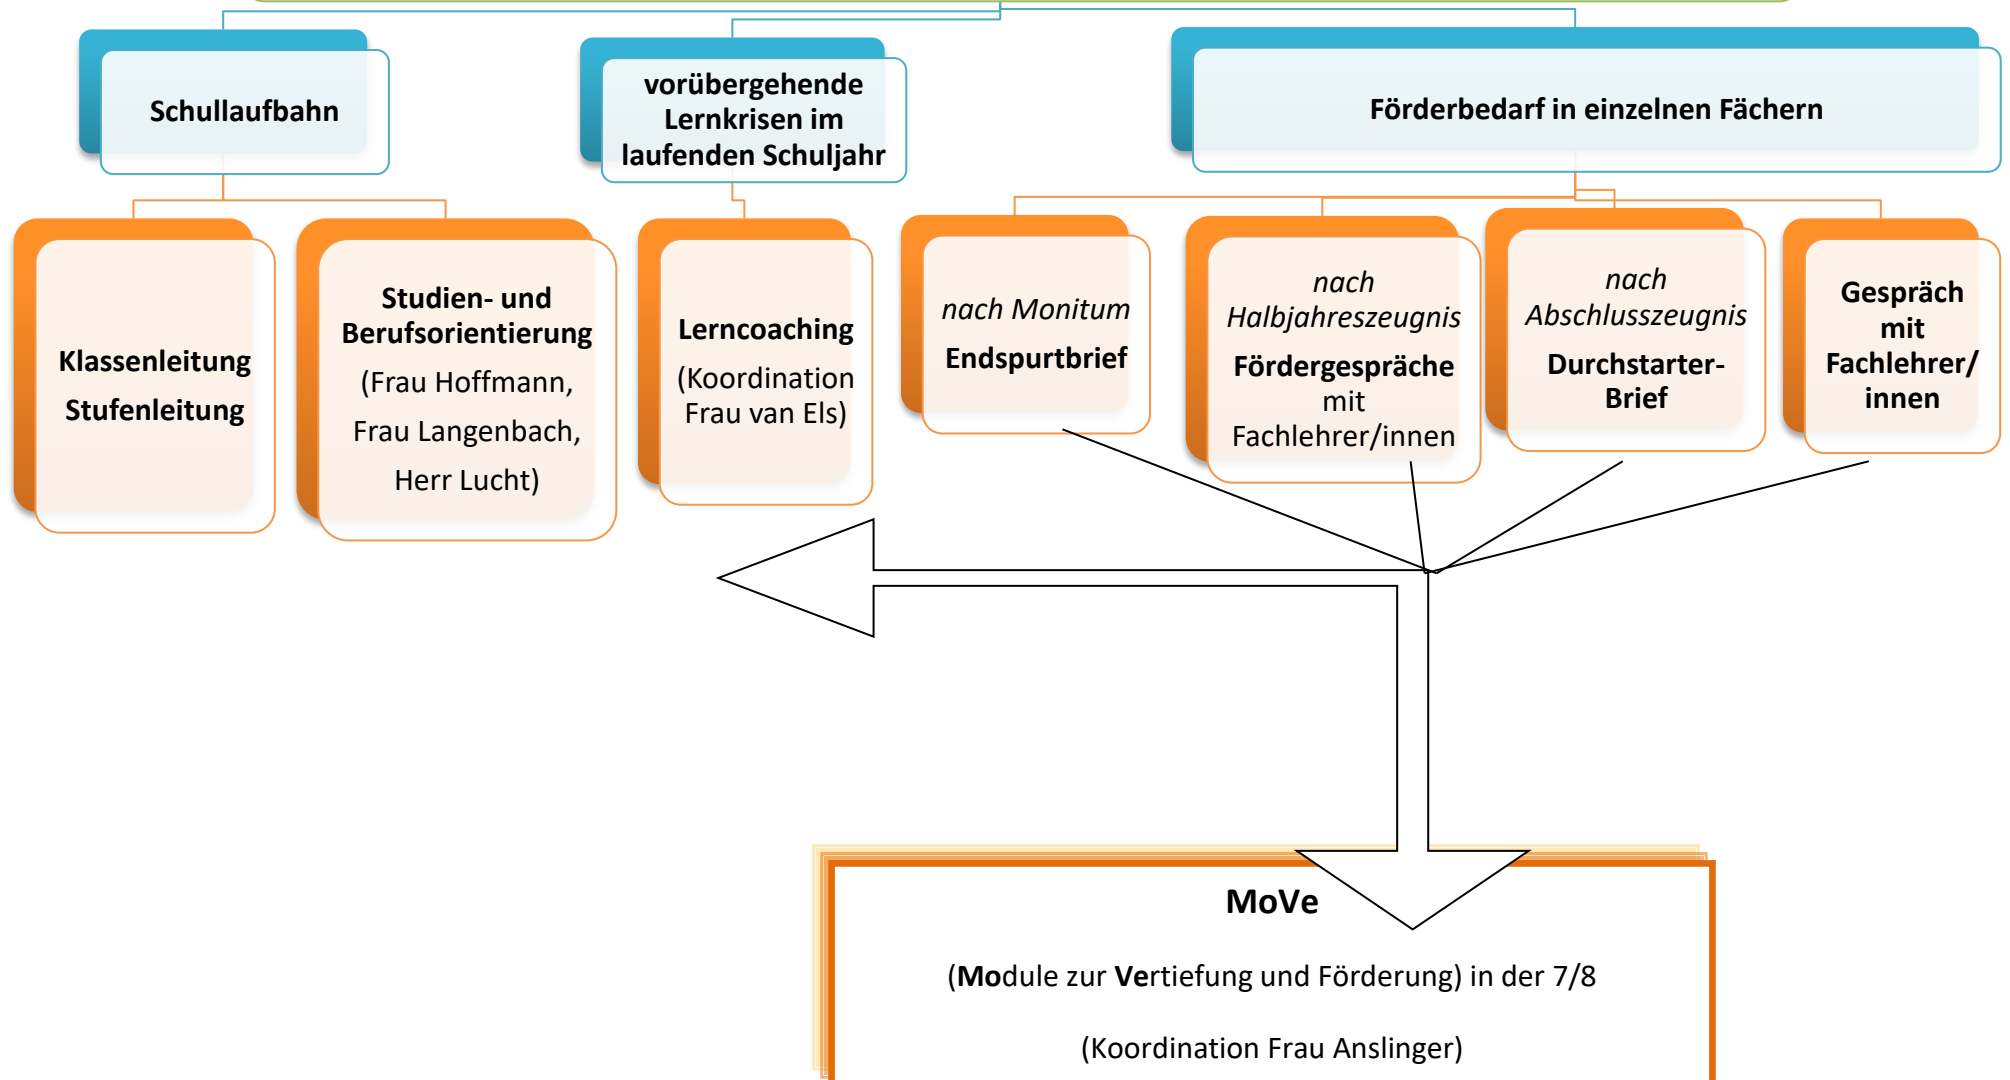 Schullaufbahn
vorübergehende
Lernkrisen im
laufenden Schuljahr
Förderbedarf in einzelnen Fächern
Klassenleitung
Stufenleitung
Studien- und
Berufsorientierung
(Frau Hoffmann,
Frau Langenbach,
Herr Lucht)
Lerncoaching
(Koordination
Frau van Els)
nach Monitum
Endspurtbrief
nach
Halbjahreszeugnis
Fördergespräche
mit
Fachlehrer/innen
nach
Abschlusszeugnis
Durchstarter-
Brief
Gespräch
mit
Fachlehrer/
innen
MoVe
(Module zur Vertiefung und Förderung) in der 7/8
(Koordination Frau Anslinger)